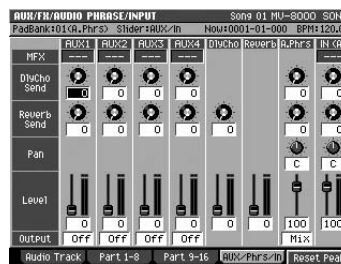 AUX/FX/AUDIO PHRASE/INPUT Song 01 MV-8000 SON
PadBank:01(A.Phrs) Slider:AUX/In Now:0001-01-000 BPM:120.
AUX1 AUX2 AUX3 AUX4 DlyCho Reverb A.Phrs IN (A
MFX --- --- --- --- --- ---
DlyCho Send 0 0 0 0 0 0
Reverb Send 0 0 0 0 0 0 0
Pan C C
Level 0 0 0 0 0 0 100 100
Output Off Off Off Off Mix
Audio Track Part 1-8 Part 9-16 AUX/Phrs/In Reset Pea